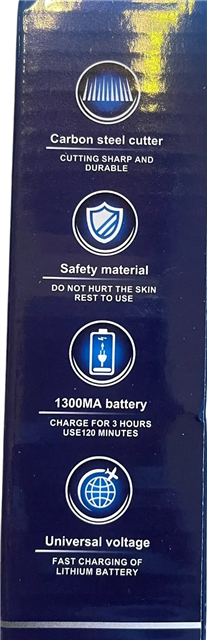 Carbon steel cutter
CUTTING SHARP AND
DURABLE
Safety material
DO NOT HURT THE SKIN
REST TO USE
1300MA battery
CHARGE FOR 3 HOURS
USE120 MINUTES
Universal voltage
FAST CHARGING OF
LITHIUM BATTERY